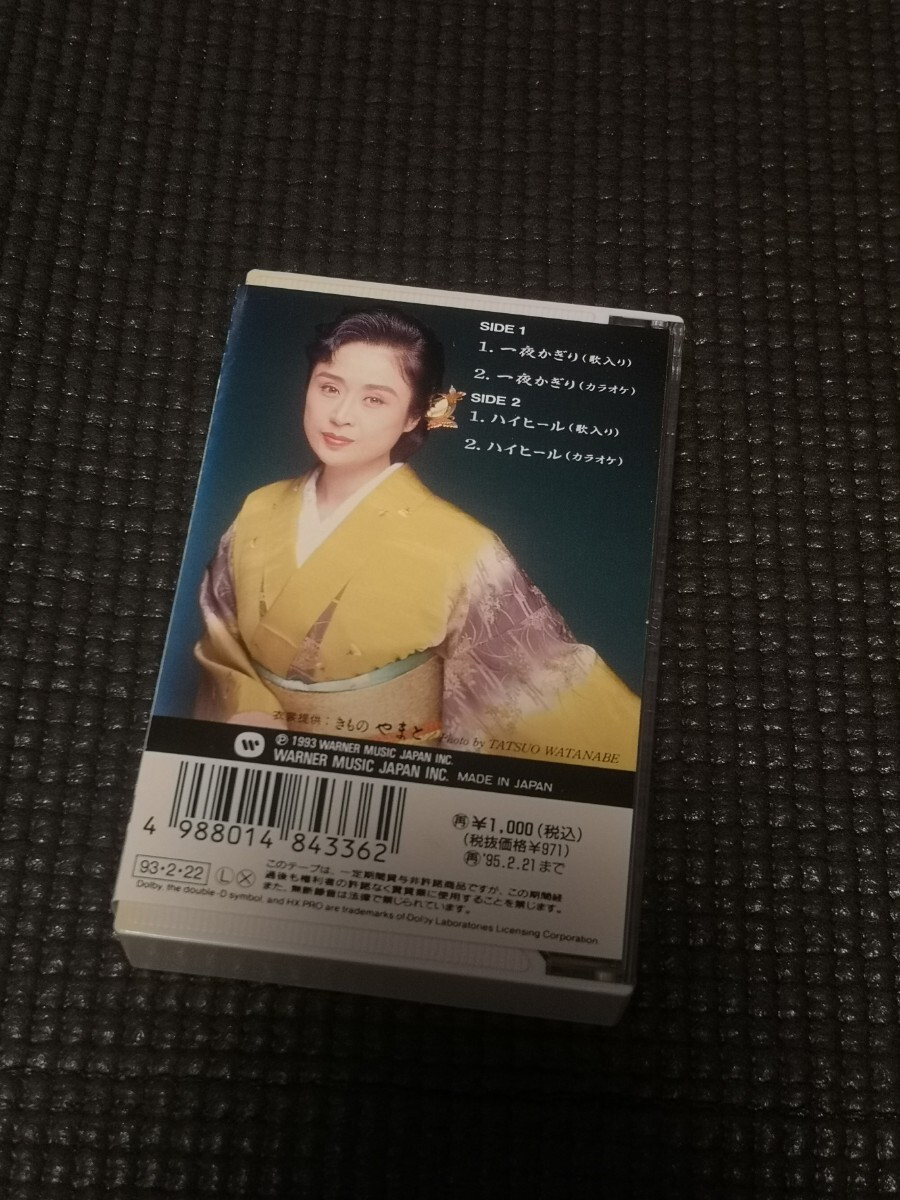 SIDE 1
1. 一夜かぎり(歌入り)
2. 一夜かぎり(カラオケ)
SIDE 2
1. ハイヒール(歌入り)
2. ハイヒール(カラオケ)
衣裳提供:きもの やまと
Photo by TATSUO WATANABE
Ⓟ 1993 WARNER MUSIC JAPAN INC.
WARNER MUSIC JAPAN INC. MADE IN JAPAN
4 988014 843362
再 ¥1,000(税込)
(税抜価格¥971)
再 '95.2.21まで
93・2・22 Ⓛ Ⓧ
このテープは、一定期間貸与非許諾商品ですが、この期間経
過後も権利者の許諾なく賃貸業に使用することを禁じます。
また、無断録音は法律で禁じられています。
Dolby, the double-D symbol, and HX PRO are trademarks of Dolby Laboratories Licensing Corporation